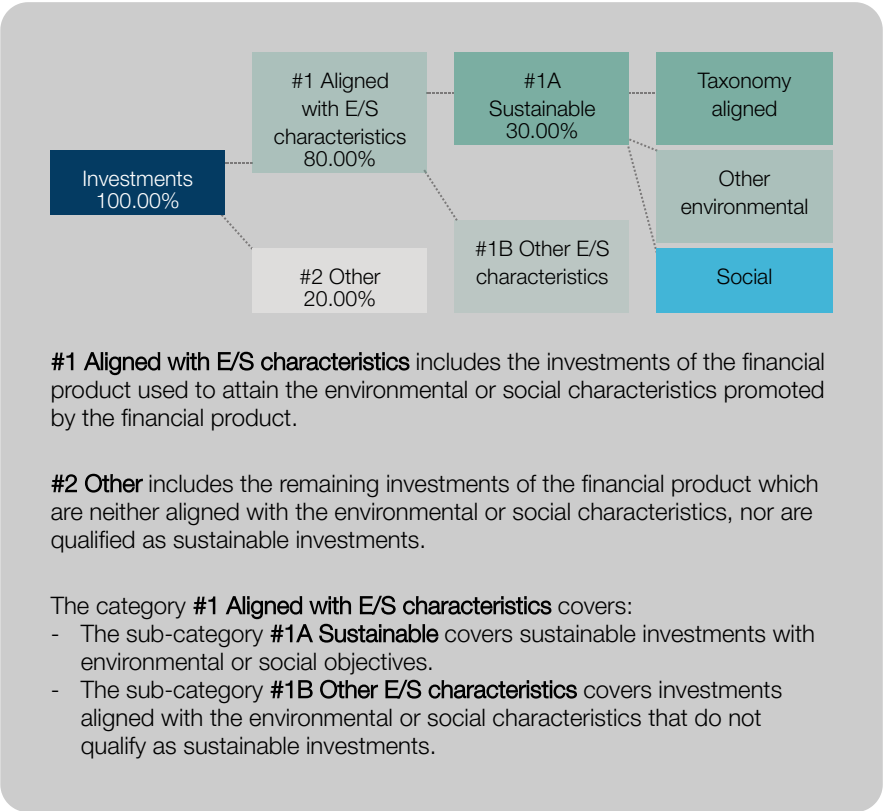 #1 Aligned
with E/S
characteristics
80.00%
#1A
Sustainable
30.00%
Taxonomy
aligned
Investments
100.00%
Other
environmental
#2 Other
20.00%
#1B Other E/S
characteristics
Social
#1 Aligned with E/S characteristics includes the investments of the financial
product used to attain the environmental or social characteristics promoted
by the financial product.
#2 Other includes the remaining investments of the financial product which
are neither aligned with the environmental or social characteristics, nor are
qualified as sustainable investments.
The category #1 Aligned with E/S characteristics covers:
- The sub-category #1A Sustainable covers sustainable investments with
environmental or social objectives.
- The sub-category #1B Other E/S characteristics covers investments
aligned with the environmental or social characteristics that do not
qualify as sustainable investments.